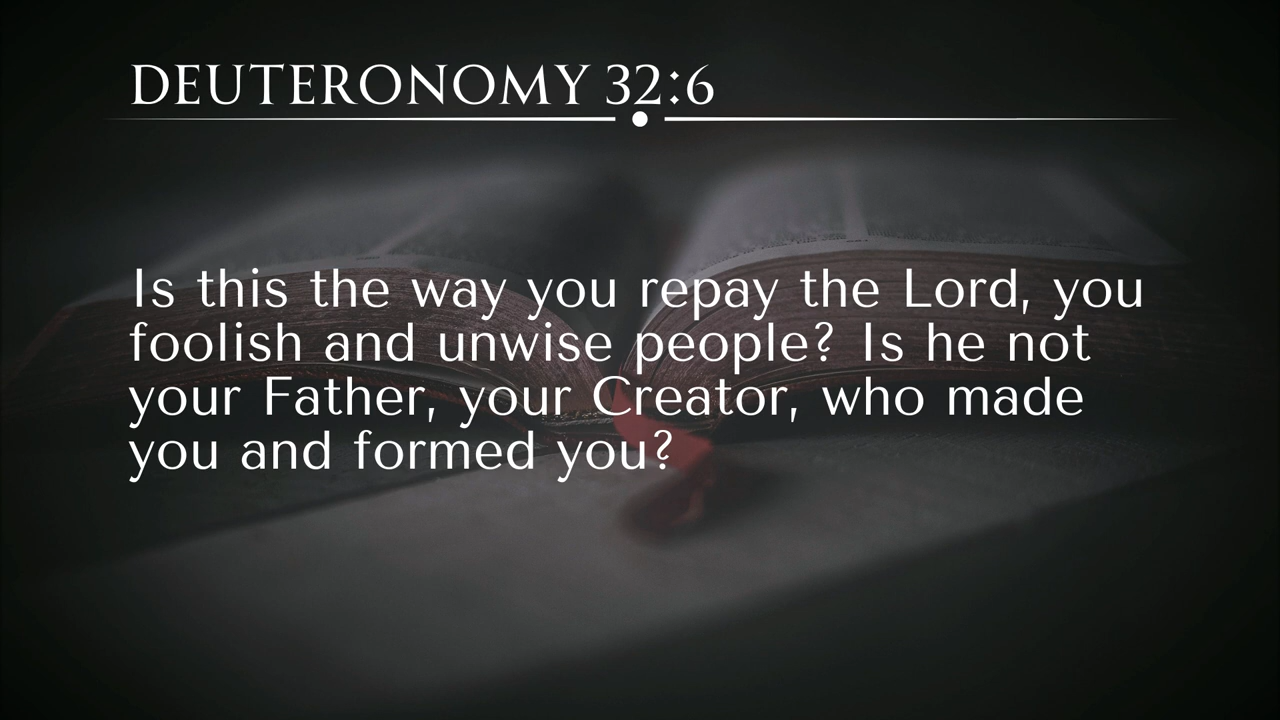 DEUTERONOMY 32:6
Is this the way you repay the Lord, you
foolish and unwise people? Is he not
your Father, your Creator, who made
you and formed you?